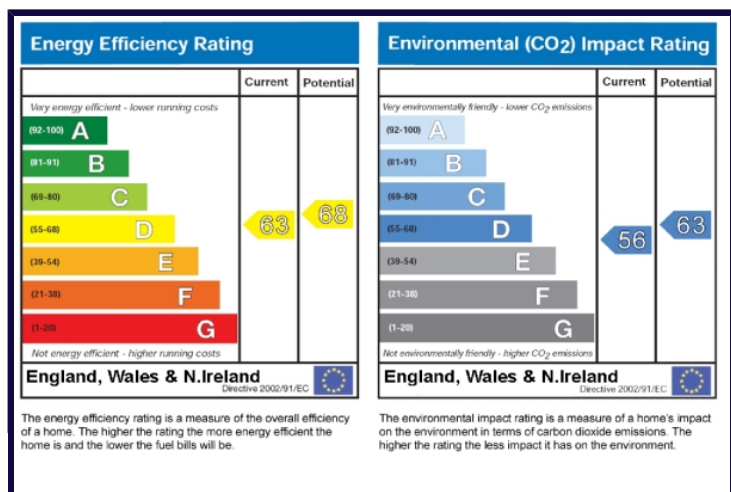 Energy Efficiency Rating
Current Potential
Very energy efficient - lower running costs
(92-100) A
(81-91) B
(69-80) C
(55-68) D
63
68
(39-54) E
(21-38) F
(1-20) G
Not energy efficient - higher running costs
England, Wales & N.Ireland
Directive 2002/91/EC
The energy efficiency rating is a measure of the overall efficiency
of a home. The higher the rating the more energy efficient the
home is and the lower the fuel bills will be.
Environmental (CO2) Impact Rating
Current Potential
Very environmentally friendly - lower CO2 emissions
(92-100) A
(81-91) B
(69-80) C
(55-68) D
56
63
(39-54) E
(21-38) F
(1-20) G
Not environmentally friendly - higher CO2 emissions
England, Wales & N.Ireland
Directive 2002/91/EC
The environmental impact rating is a measure of a home's impact
on the environment in terms of carbon dioxide emissions. The
higher the rating the less impact it has on the environment.